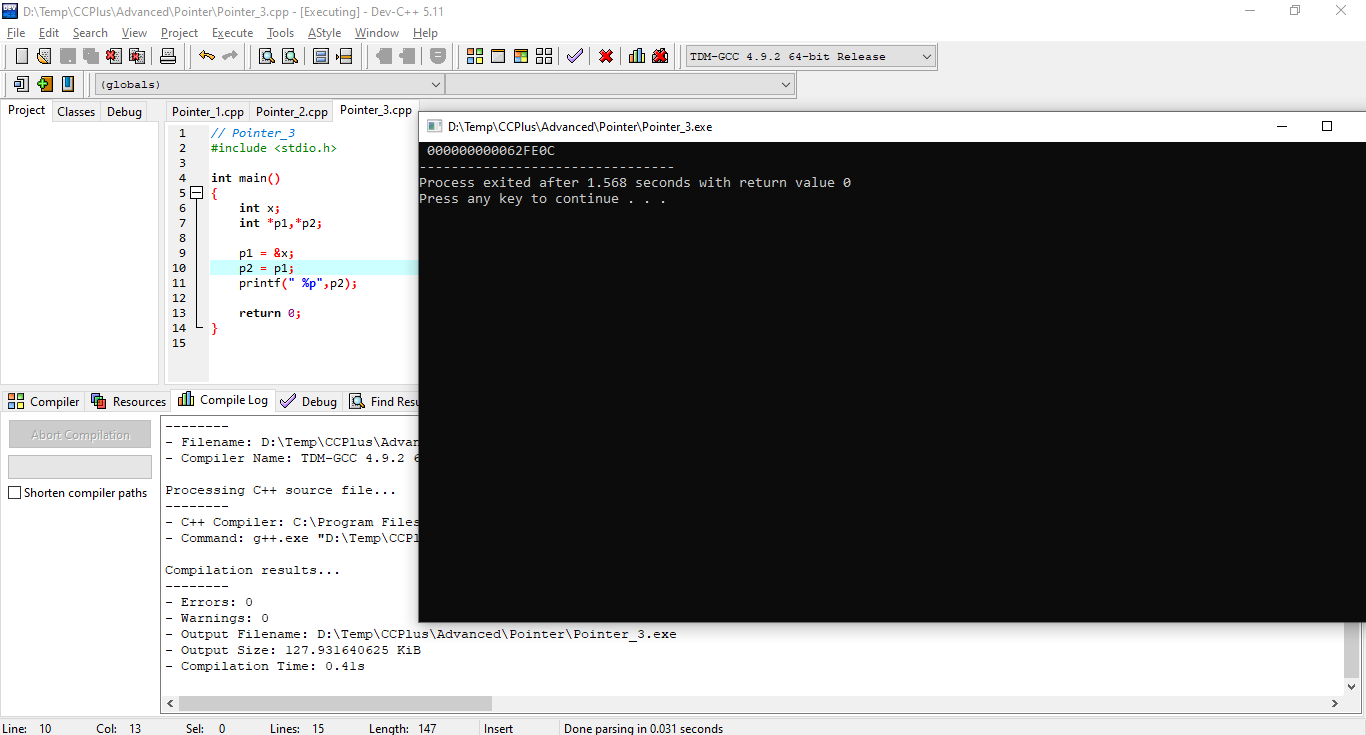 D:\Temp\CCPlus\Advanced\Pointer\Pointer_3.cpp - [Executing] - Dev-C++ 5.11
File Edit Search View Project Execute Tools AStyle Window Help
TDM-GCC 4.9.2 64-bit Release
(globals)
Project Classes Debug
Pointer_1.cpp Pointer_2.cpp Pointer_3.cpp
1 // Pointer_3
2 #include <stdio.h>
3
4 int main()
5 {
6 int x;
7 int *p1,*p2;
8
9 p1 = &x;
10 p2 = p1;
11 printf(" %p",p2);
12
13 return 0;
14 }
15
D:\Temp\CCPlus\Advanced\Pointer\Pointer_3.exe
000000000062FE0C
--------------------------------
Process exited after 1.568 seconds with return value 0
Press any key to continue . . .
Compiler Resources Compile Log Debug Find Resu
Abort Compilation
Shorten compiler paths
--------
- Filename: D:\Temp\CCPlus\Advan
- Compiler Name: TDM-GCC 4.9.2 6
Processing C++ source file...
--------
- C++ Compiler: C:\Program Files
- Command: g++.exe "D:\Temp\CCPl
Compilation results...
--------
- Errors: 0
- Warnings: 0
- Output Filename: D:\Temp\CCPlus\Advanced\Pointer\Pointer_3.exe
- Output Size: 127.931640625 KiB
- Compilation Time: 0.41s
Line: 10 Col: 13 Sel: 0 Lines: 15 Length: 147 Insert Done parsing in 0.031 seconds